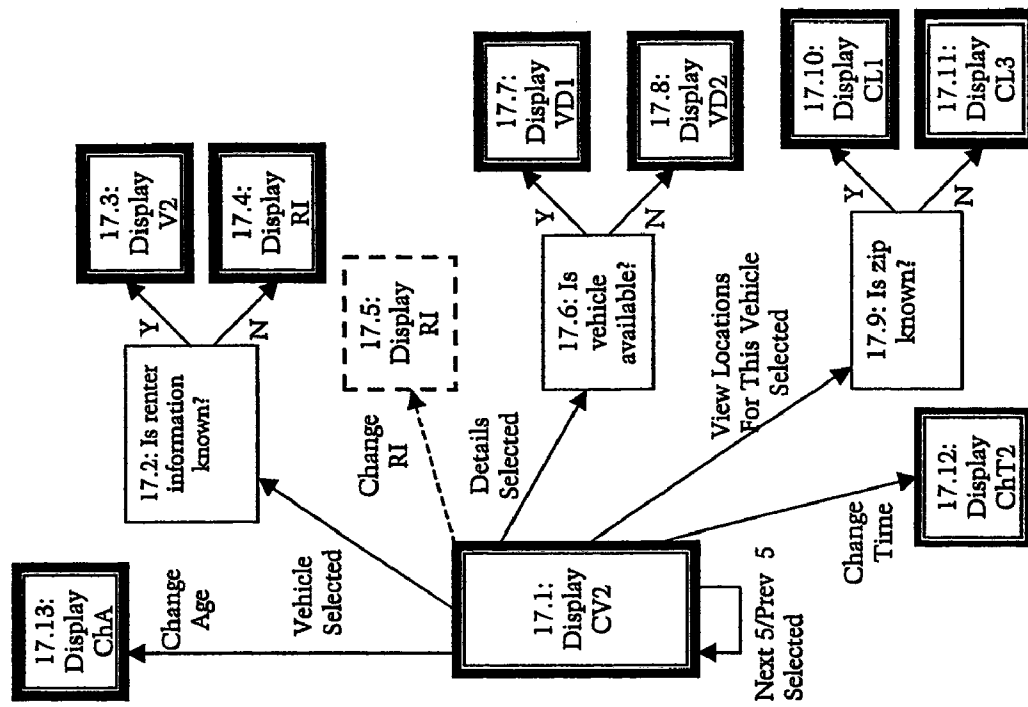 17.13:
Display
ChA
Change
Age
Vehicle
Selected
17.2: Is renter
information
known?
Y
N
17.3:
Display
V2
17.4:
Display
RI
Change
RI
17.5:
Display
RI
17.1:
Display
CV2
Next 5/Prev 5
Selected
Details
Selected
17.6: Is
vehicle
available?
Y
N
17.7:
Display
VD1
17.8:
Display
VD2
View Locations
For This Vehicle
Selected
17.9: Is zip
known?
Y
N
17.10:
Display
CL1
17.11:
Display
CL3
Change
Time
17.12:
Display
ChT2